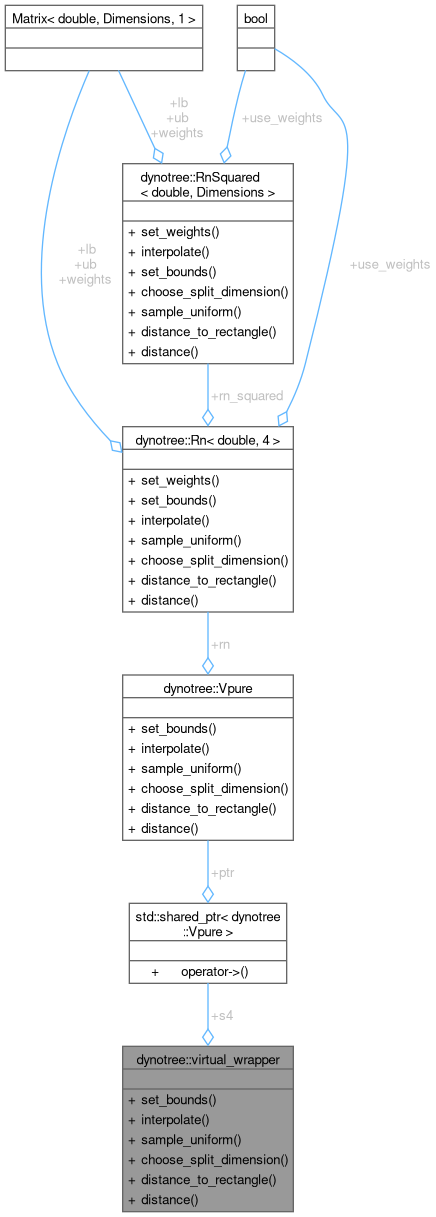 Matrix< double, Dimensions, 1 >
bool
+lb
+ub
+weights
+use_weights
dynotree::RnSquared
< double, Dimensions >
+ set_weights()
+ interpolate()
+ set_bounds()
+ choose_split_dimension()
+ sample_uniform()
+ distance_to_rectangle()
+ distance()
+lb
+ub
+weights
+use_weights
+rn_squared
dynotree::Rn< double, 4 >
+ set_weights()
+ set_bounds()
+ interpolate()
+ sample_uniform()
+ choose_split_dimension()
+ distance_to_rectangle()
+ distance()
+rn
dynotree::Vpure
+ set_bounds()
+ interpolate()
+ sample_uniform()
+ choose_split_dimension()
+ distance_to_rectangle()
+ distance()
+ptr
std::shared_ptr< dynotree
::Vpure >
+ operator->()
+s4
dynotree::virtual_wrapper
+ set_bounds()
+ interpolate()
+ sample_uniform()
+ choose_split_dimension()
+ distance_to_rectangle()
+ distance()